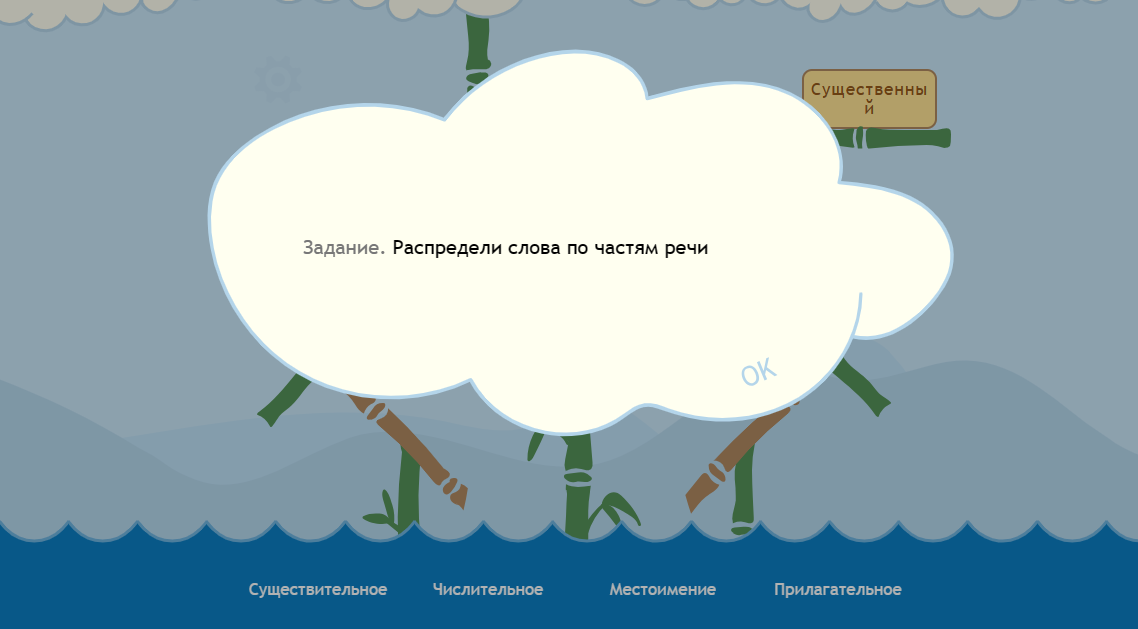 Существенны
й
Задание. Распредели слова по частям речи
OK
Существительное Числительное Местоимение Прилагательное